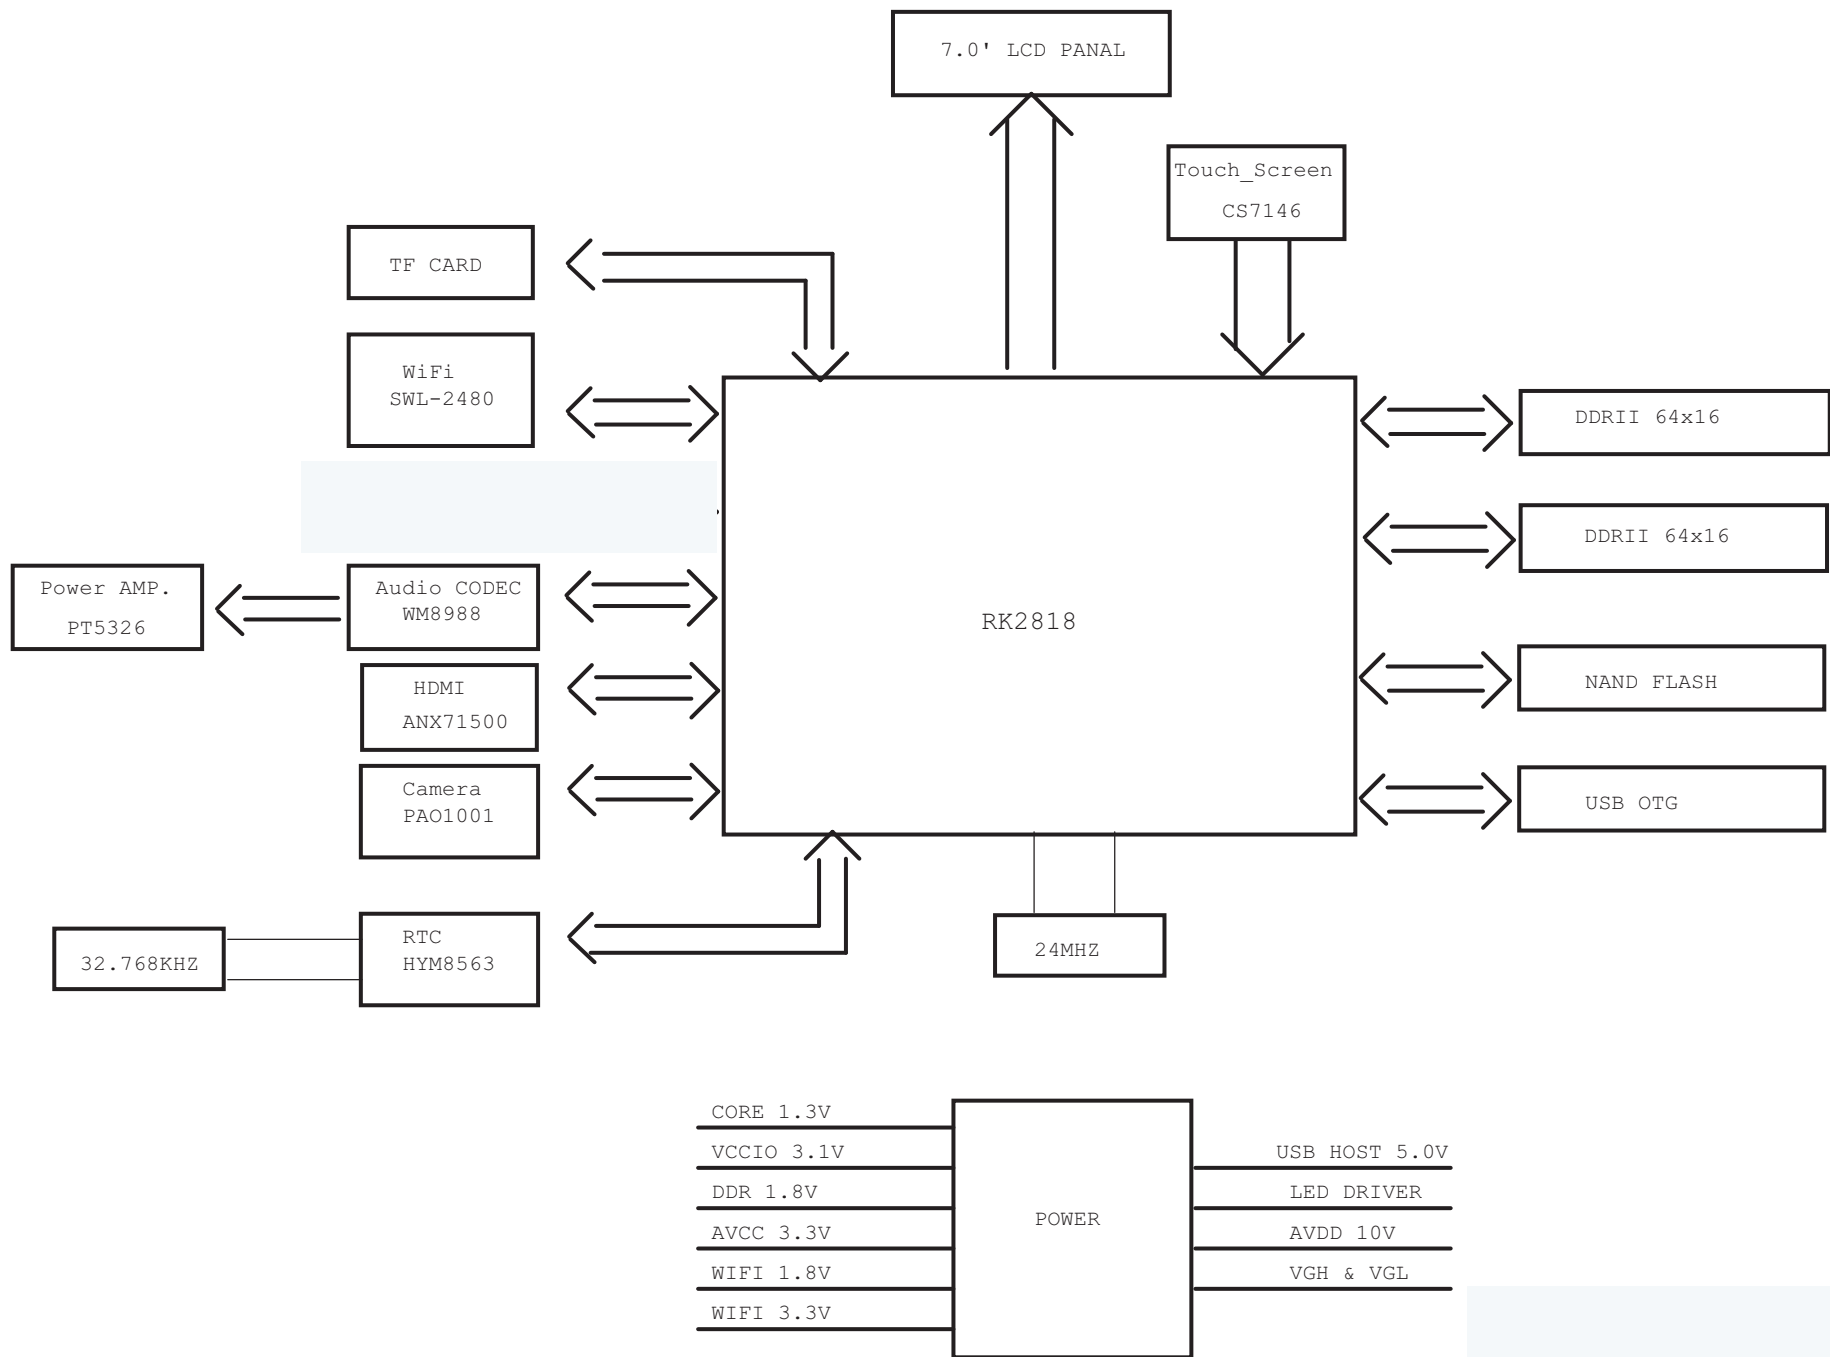 7.0' LCD PANAL
Touch_Screen
CS7146
TF CARD
WiFi
SWL-2480
DDRII 64x16
DDRII 64x16
Power AMP.
PT5326
Audio CODEC
WM8988
RK2818
HDMI
ANX71500
NAND FLASH
Camera
PAO1001
USB OTG
RTC
HYM8563
32.768KHZ
24MHZ
CORE 1.3V
VCCIO 3.1V
DDR 1.8V
AVCC 3.3V
WIFI 1.8V
WIFI 3.3V
POWER
USB HOST 5.0V
LED DRIVER
AVDD 10V
VGH & VGL